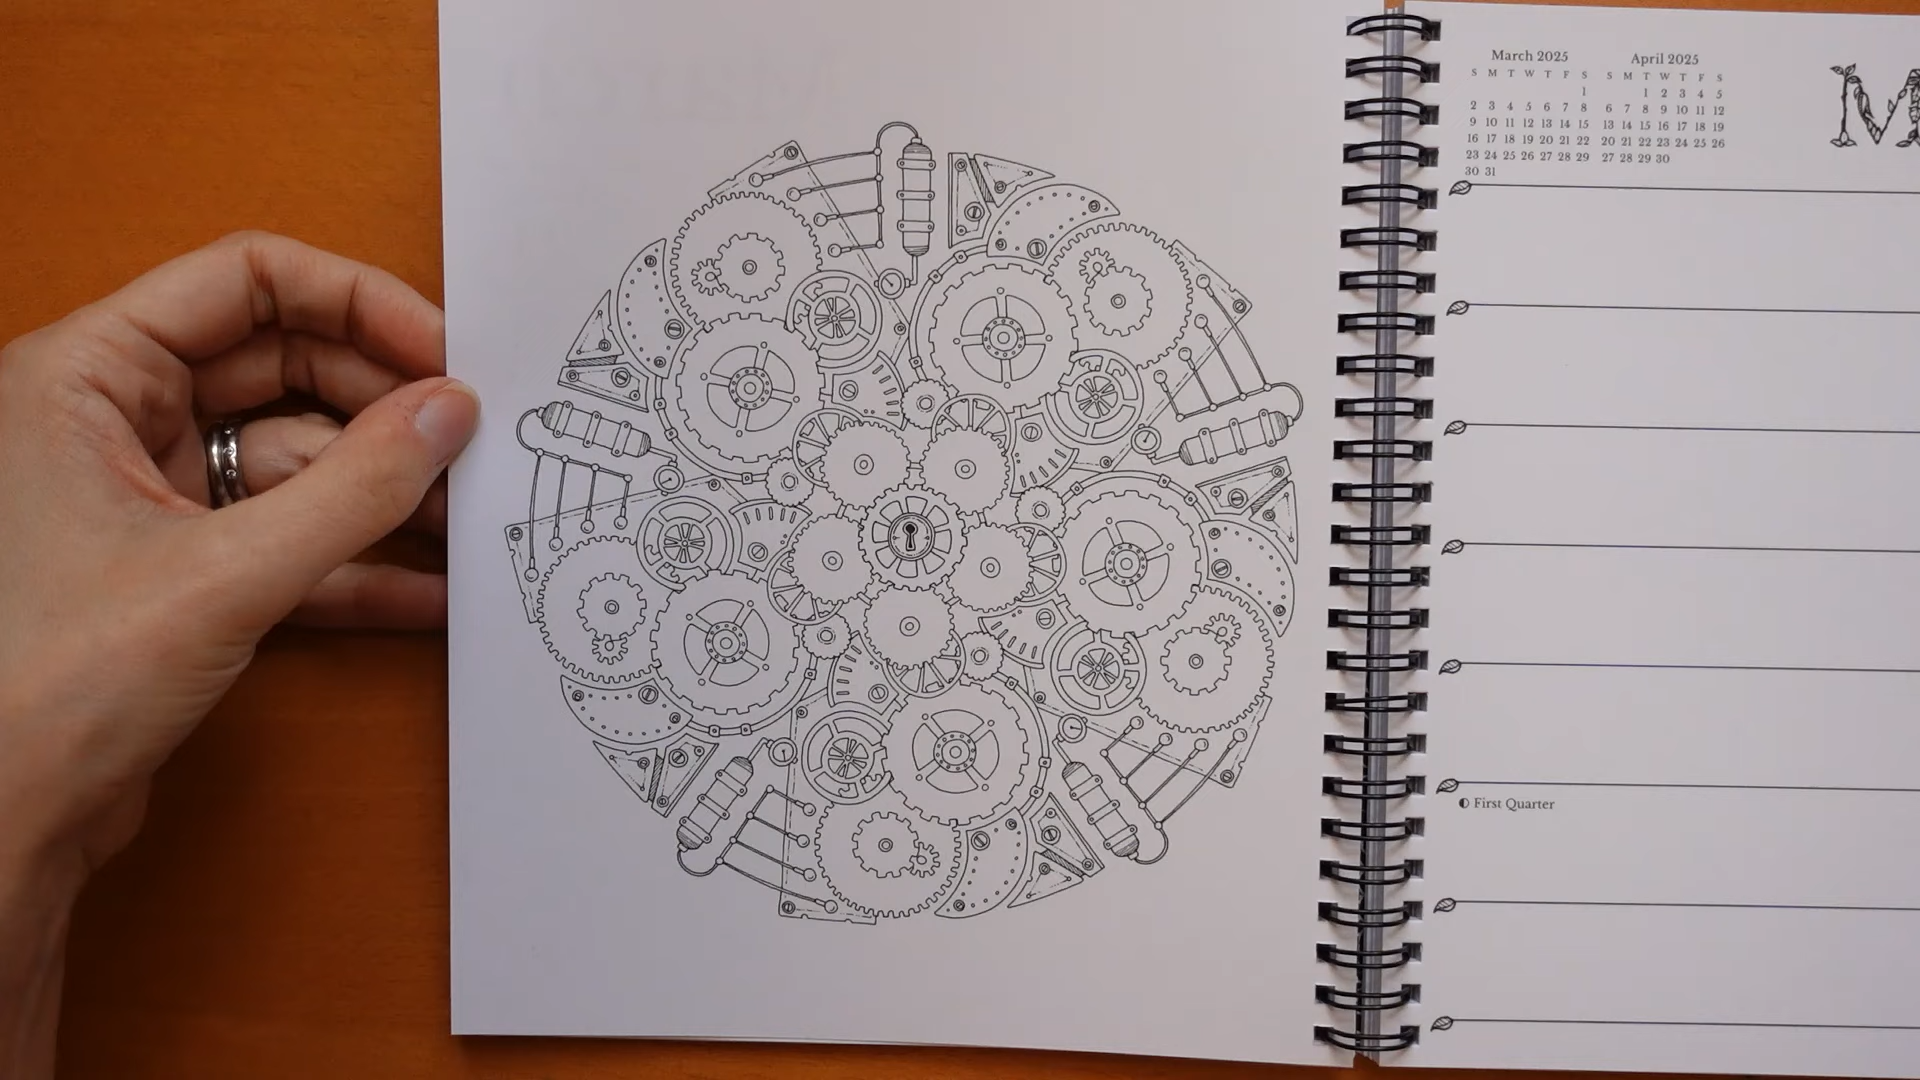 March 2025
S M T W T F S
1
2 3 4 5 6 7 8
9 10 11 12 13 14 15
16 17 18 19 20 21 22
23 24 25 26 27 28 29
30 31
April 2025
S M T W T F S
1 2 3 4 5
6 7 8 9 10 11 12
13 14 15 16 17 18 19
20 21 22 23 24 25 26
27 28 29 30
M
First Quarter